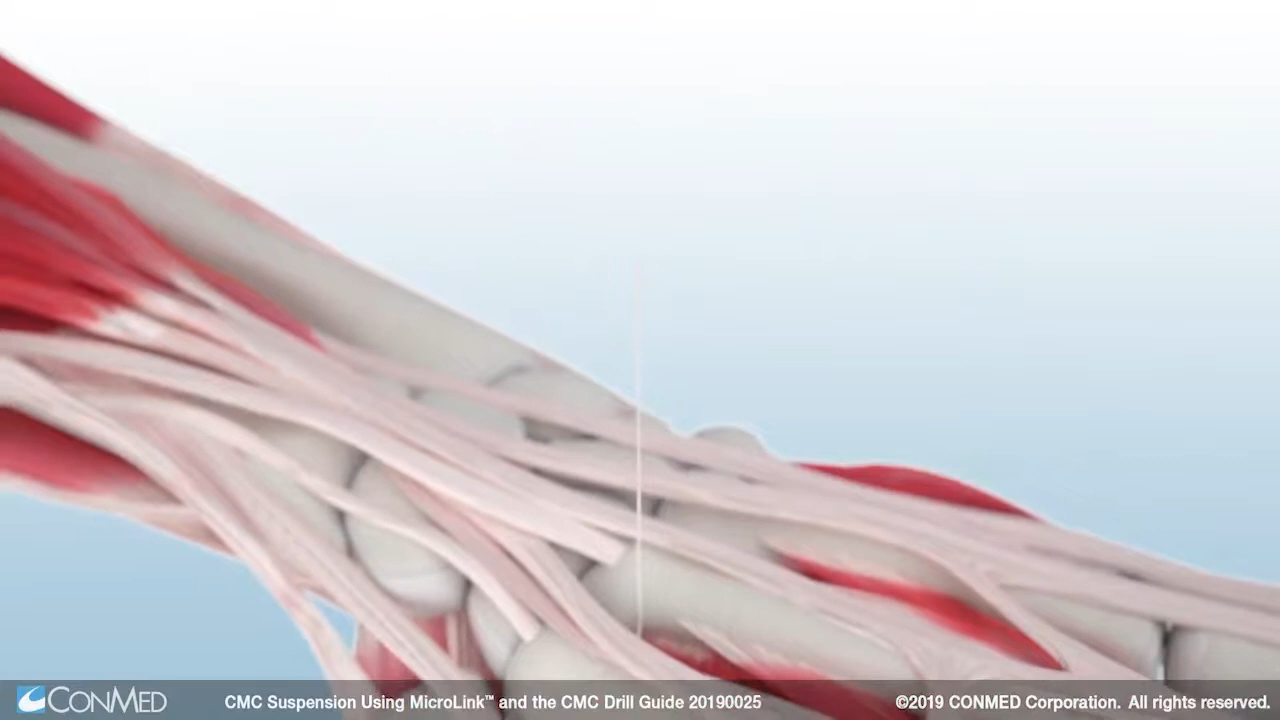 CONMED
CMC Suspension Using MicroLink™ and the CMC Drill Guide 20190025
©2019 CONMED Corporation. All rights reserved.